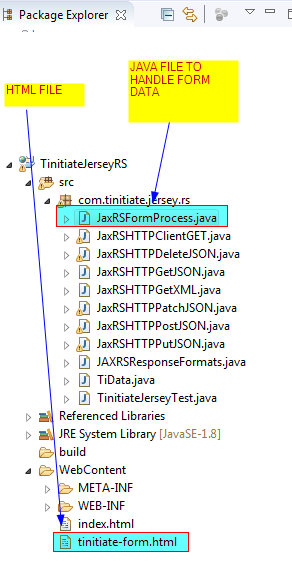 Package Explorer
JAVA FILE TO
HANDLE FORM
DATA
HTML FILE
TinitiateJerseyRS
src
com.tinitiate.jersey.rs
JaxRSFormProcess.java
JaxRSHTTPClientGET.java
JaxRSHTTPDeleteJSON.java
JaxRSHTTPGetJSON.java
JaxRSHTTPGetXML.java
JaxRSHTTPPatchJSON.java
JaxRSHTTPPostJSON.java
JaxRSHTTPPutJSON.java
JAXRSResponseFormats.java
TiData.java
TinitiateJerseyTest.java
Referenced Libraries
JRE System Library [JavaSE-1.8]
build
WebContent
META-INF
WEB-INF
index.html
tinitiate-form.html